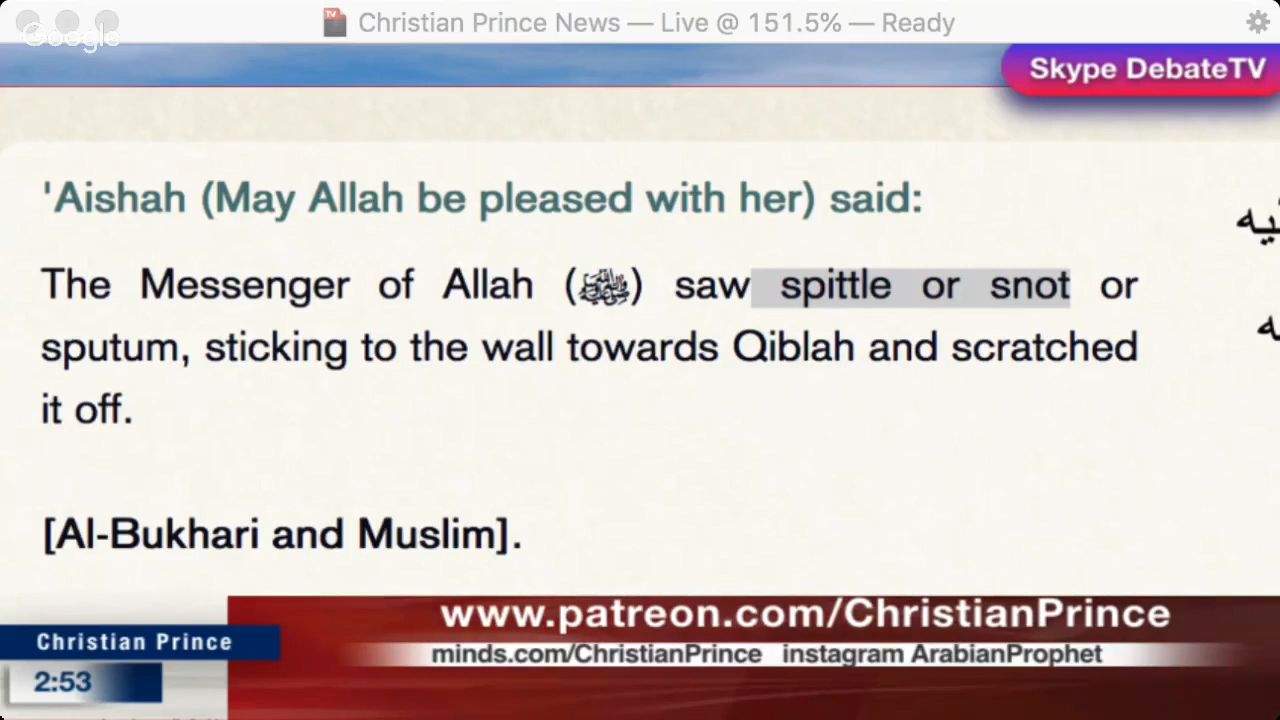 Christian Prince News — Live @ 151.5% — Ready
Google
Skype DebateTV
'Aishah (May Allah be pleased with her) said:
The Messenger of Allah (ﷺ) saw spittle or snot or
sputum, sticking to the wall towards Qiblah and scratched
it off.
[Al-Bukhari and Muslim].
www.patreon.com/ChristianPrince
Christian Prince
minds.com/ChristianPrince instagram ArabianProphet
2:53